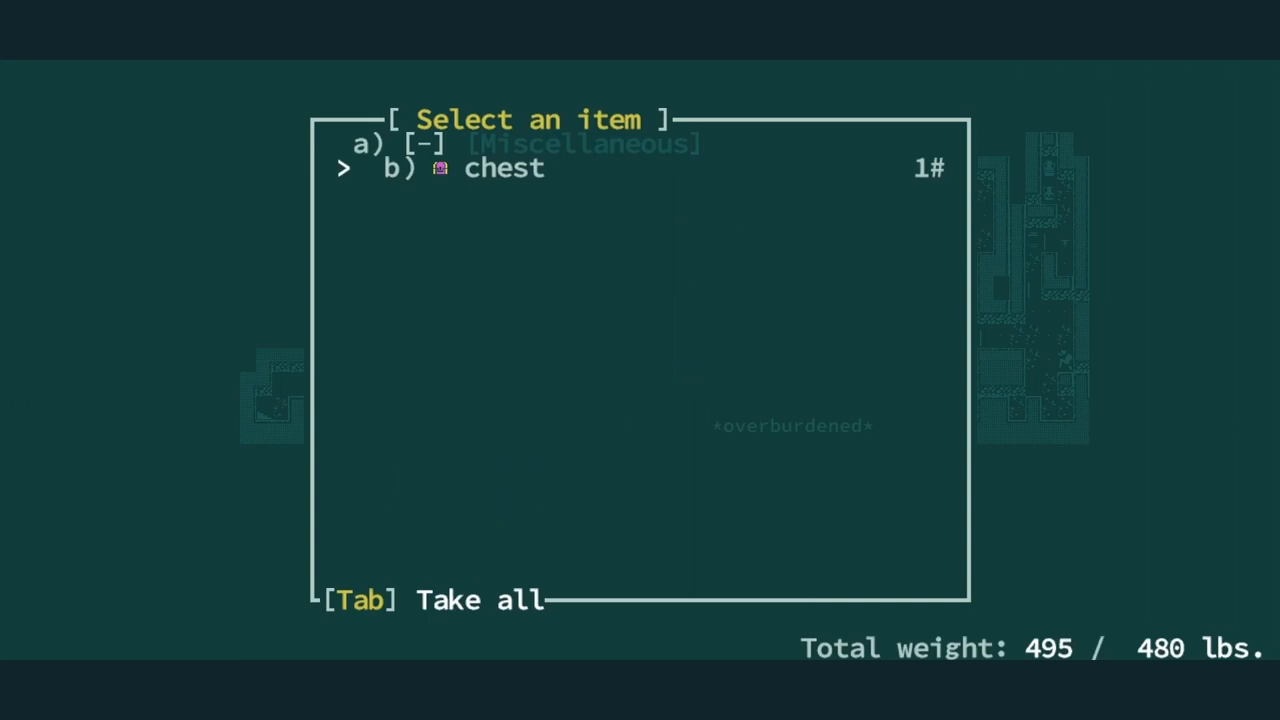 [ Select an item ]
a) [-] [Miscellaneous]
> b) chest 1#
*overburdened*
[Tab] Take all
Total weight: 495 / 480 lbs.